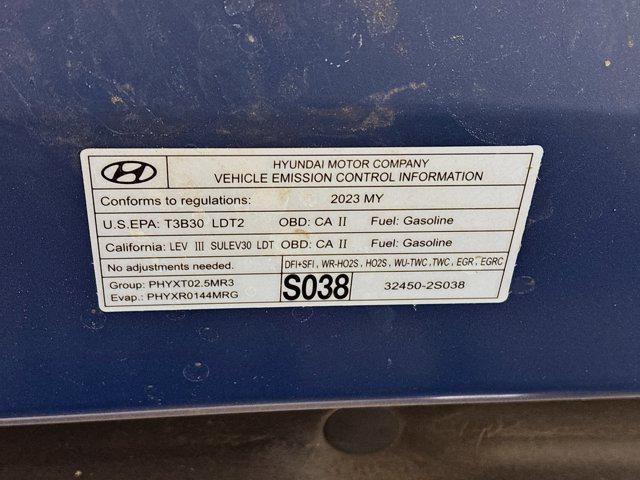 HYUNDAI MOTOR COMPANY
VEHICLE EMISSION CONTROL INFORMATION
Conforms to regulations: 2023 MY
U.S.EPA: T3B30 LDT2 OBD: CA II Fuel: Gasoline
California: LEV III SULEV30 LDT OBD: CA II Fuel: Gasoline
No adjustments needed. DFI+SFI, WR-HO2S, HO2S, WU-TWC, TWC, EGR, EGRC
Group: PHYXT02.5MR3
Evap.: PHYXR0144MRG
S038
32450-2S038